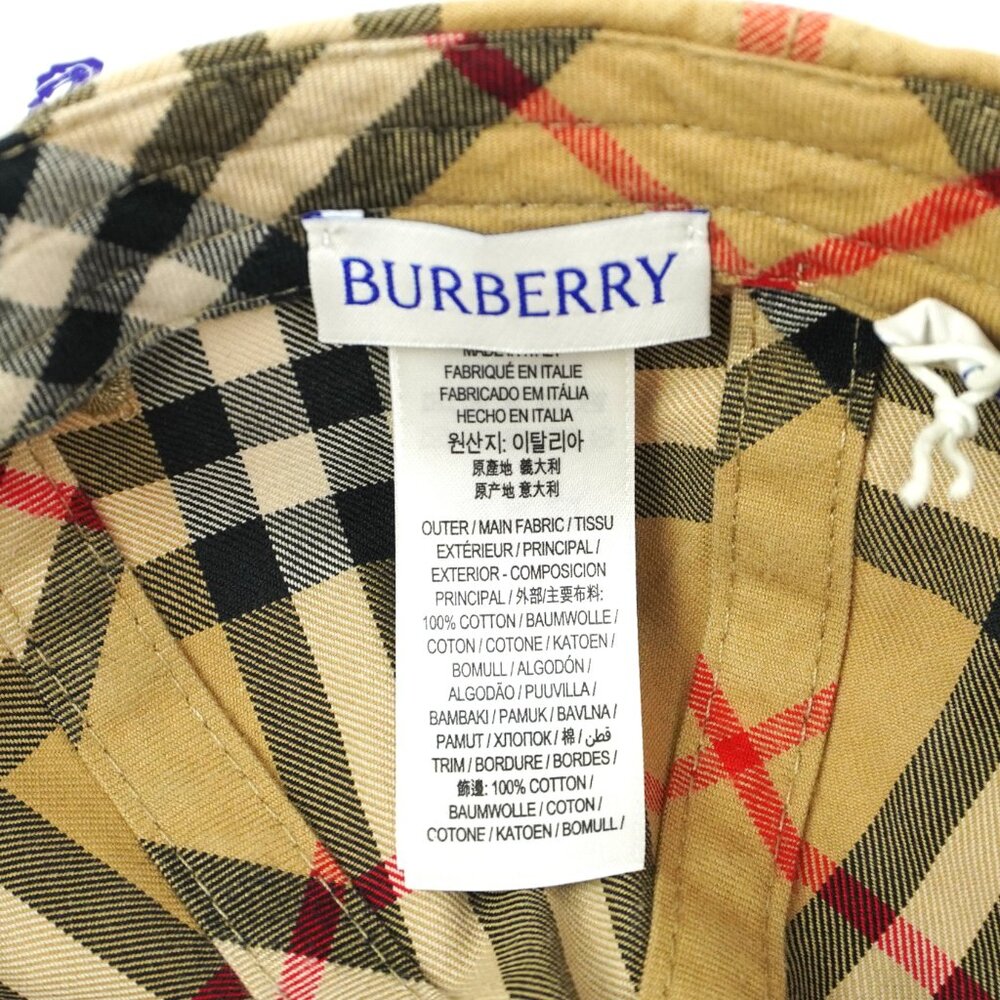 BURBERRY
MADE IN ITALY
FABRIQUÉ EN ITALIE
FABRICADO EM ITÁLIA
HECHO EN ITALIA
원산지: 이탈리아
原產地 義大利
原产地 意大利
OUTER / MAIN FABRIC / TISSU
EXTÉRIEUR / PRINCIPAL /
EXTERIOR - COMPOSICION
PRINCIPAL / 外部/主要布料:
100% COTTON / BAUMWOLLE /
COTON / COTONE / KATOEN /
BOMULL / ALGODÓN /
ALGODÃO / PUUVILLA /
BAMBAKI / PAMUK / BAVLNA /
PAMUT / ХЛОПОК / 棉 / قطن
TRIM / BORDURE / BORDES /
飾邊: 100% COTTON /
BAUMWOLLE / COTON /
COTONE / KATOEN / BOMULL /